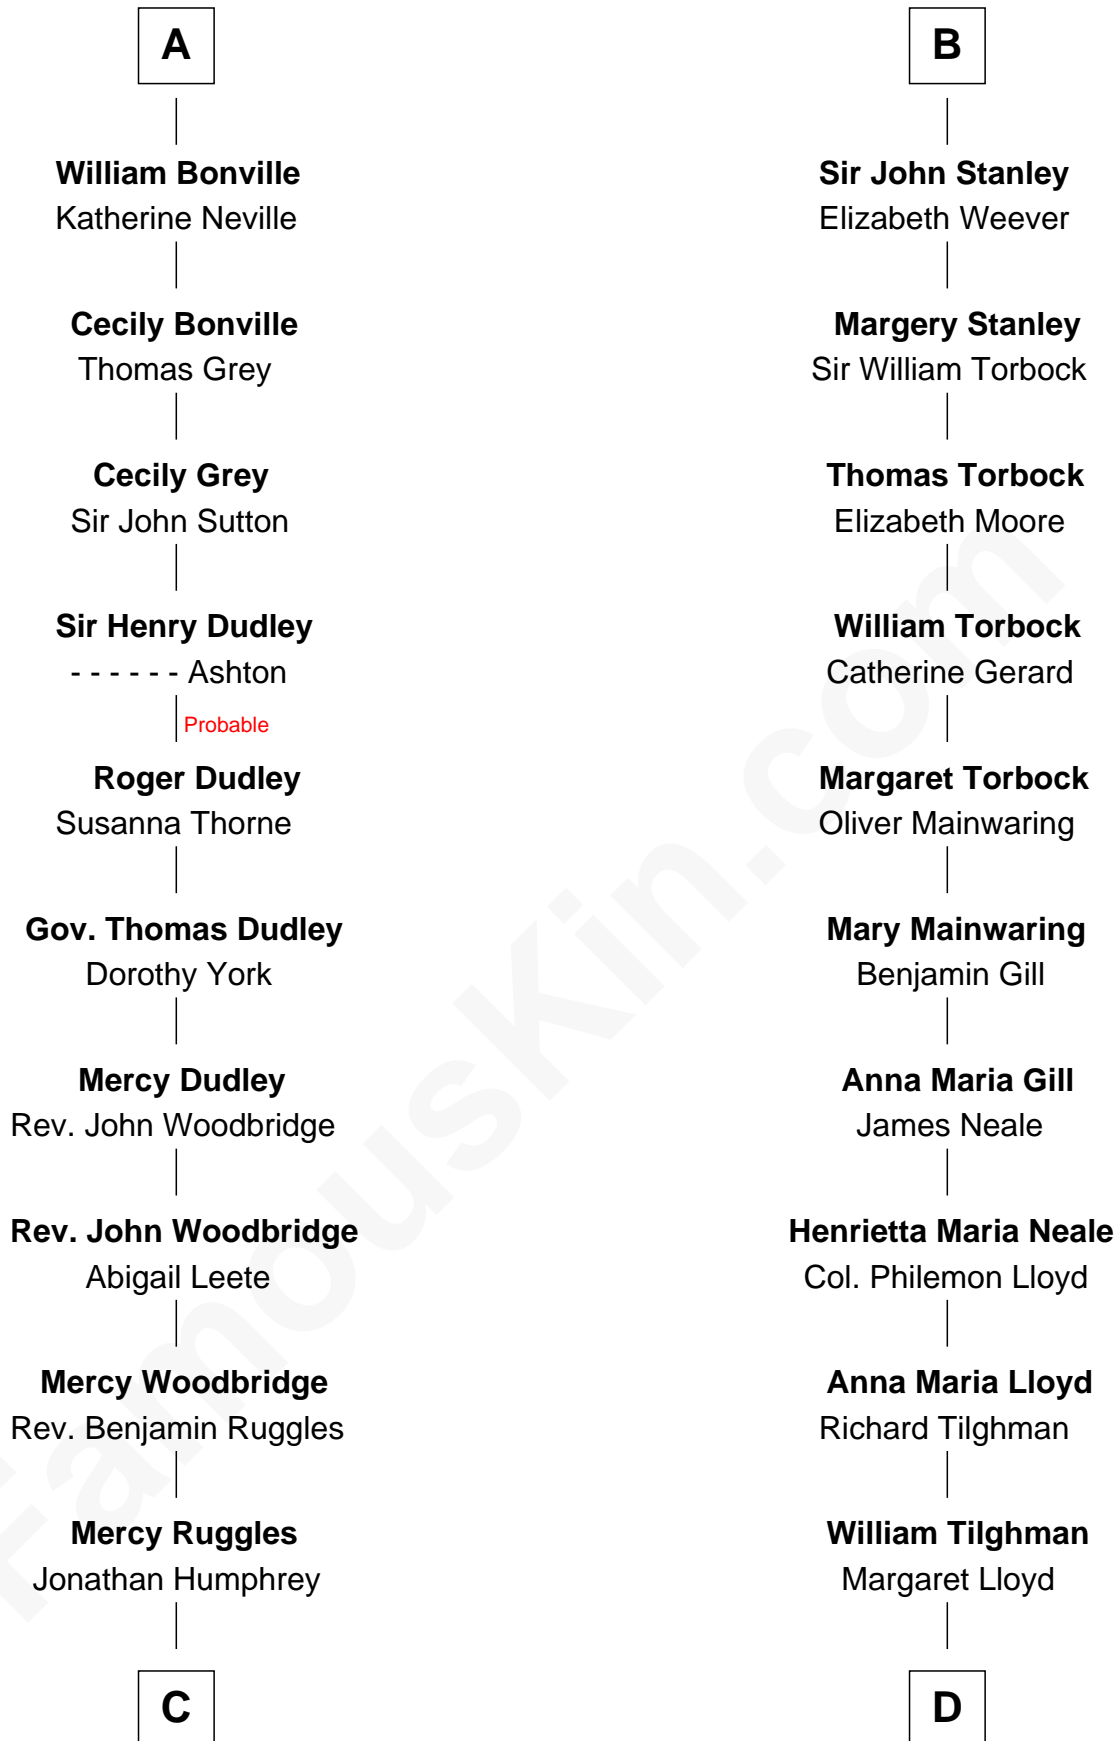 A
William Bonville
Katherine Neville
Cecily Bonville
Thomas Grey
Cecily Grey
Sir John Sutton
Sir Henry Dudley
- - - - - - Ashton
Probable
Roger Dudley
Susanna Thorne
Gov. Thomas Dudley
Dorothy York
Mercy Dudley
Rev. John Woodbridge
Rev. John Woodbridge
Abigail Leete
Mercy Woodbridge
Rev. Benjamin Ruggles
Mercy Ruggles
Jonathan Humphrey
C
B
Sir John Stanley
Elizabeth Weever
Margery Stanley
Sir William Torbock
Thomas Torbock
Elizabeth Moore
William Torbock
Catherine Gerard
Margaret Torbock
Oliver Mainwaring
Mary Mainwaring
Benjamin Gill
Anna Maria Gill
James Neale
Henrietta Maria Neale
Col. Philemon Lloyd
Anna Maria Lloyd
Richard Tilghman
William Tilghman
Margaret Lloyd
D
FamousKin.com